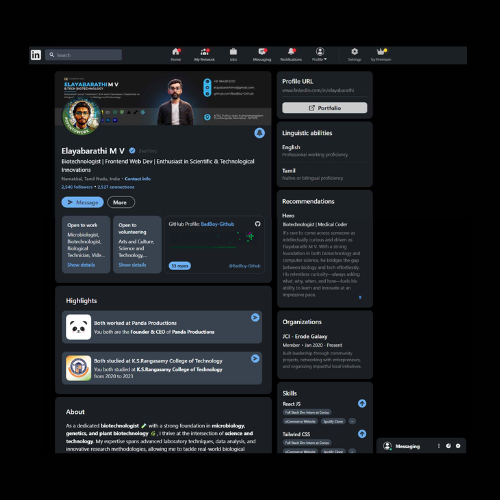 in
Search
Home
My Network
Jobs
Messaging
Notifications
Profile
Settings
Try Premium
ELAYABARATHI M V
B.TECH BIOTECHNOLOGY
Elayabarathi M V
Biotechnologist | Frontend Web Dev | Enthusiast in Scientific & Technological
Innovations
Namakkal, Tamil Nadu, India • Contact info
2,540 followers • 2,527 connections
Message
More
Open to work
Microbiologist,
Biotechnologist,
Biological
Technician, Vide...
Show details
Open to
volunteering
Arts and Culture,
Science and
Technology,...
Show details
GitHub Profile: BadBoy-Github
@BadBoy-Github
Highlights
Both worked at Panda Productions
You both are the Founder & CEO of Panda Productions
Both studied at K.S.Rangasamy College of Technology
You both studied at K.S.Rangasamy College of Technology
from 2020 to 2023
About
As a dedicated biotechnologist with a strong foundation in microbiology,
genetics, and plant biotechnology, I thrive at the intersection of science and
technology. My expertise spans advanced laboratory techniques, data analysis, and
innovative research methodologies, allowing me to tackle real-world biological
Profile URL
www.linkedin.com/in/elayabarathi
Portfolio
Linguistic abilities
English
Professional working proficiency
Tamil
Native or bilingual proficiency
Recommendations
Hero
Biotechnologist | Medical Coder
It's rare to come across someone as
intellectually curious and driven as
Elayabarathi M V. With a strong
foundation in both biotechnology and
computer science, he bridges the gap
between biology and tech effortlessly.
His relentless curiosity—always asking
what, why, when, and how—fuels his
ability to learn and innovate at an
impressive pace.
Organizations
JCI - Erode Galaxy
Member • Jan 2020 - Present
Built leadership through community
projects, networking with entrepreneurs,
and organizing impactful local initiatives.
Skills
React JS
Full Stack Dev Intern at Corizo
eCommerce Website
Spotify Clone
Tailwind CSS
Full Stack Dev Intern at Corizo
eCommerce Website
Spotify Clone
Messaging